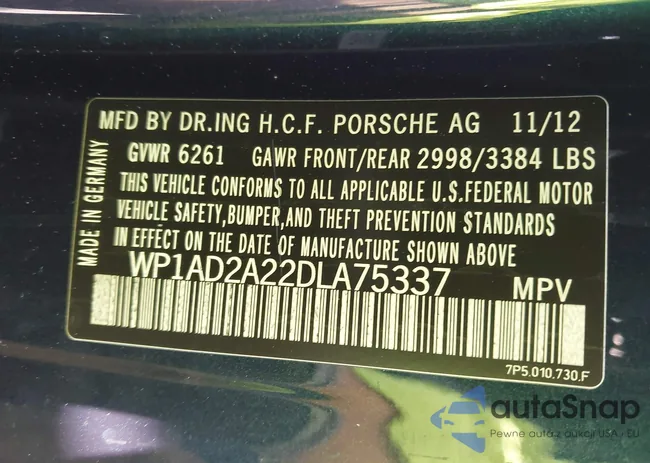 MFD BY DR.ING H.C.F. PORSCHE AG 11/12
GVWR 6261 GAWR FRONT/REAR 2998/3384 LBS
THIS VEHICLE CONFORMS TO ALL APPLICABLE U.S.FEDERAL MOTOR
VEHICLE SAFETY,BUMPER,AND THEFT PREVENTION STANDARDS
IN EFFECT ON THE DATE OF MANUFACTURE SHOWN ABOVE
MADE IN GERMANY
WP1AD2A22DLA75337 MPV
7P5.010.730.F
autaSnap
Pewne auta z aukcji USA i EU